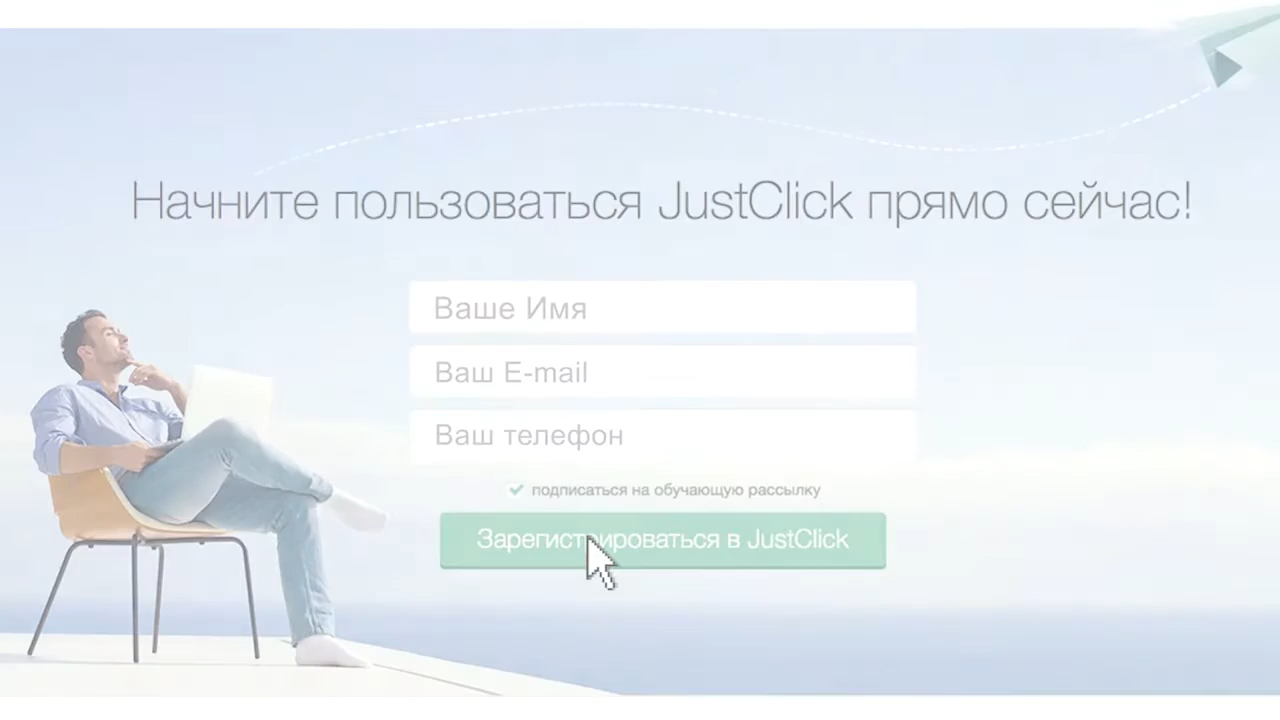 Начните пользоваться JustClick прямо сейчас!
Ваше Имя
Ваш E-mail
Ваш телефон
подписаться на обучающую рассылку
Зарегистрироваться в JustClick